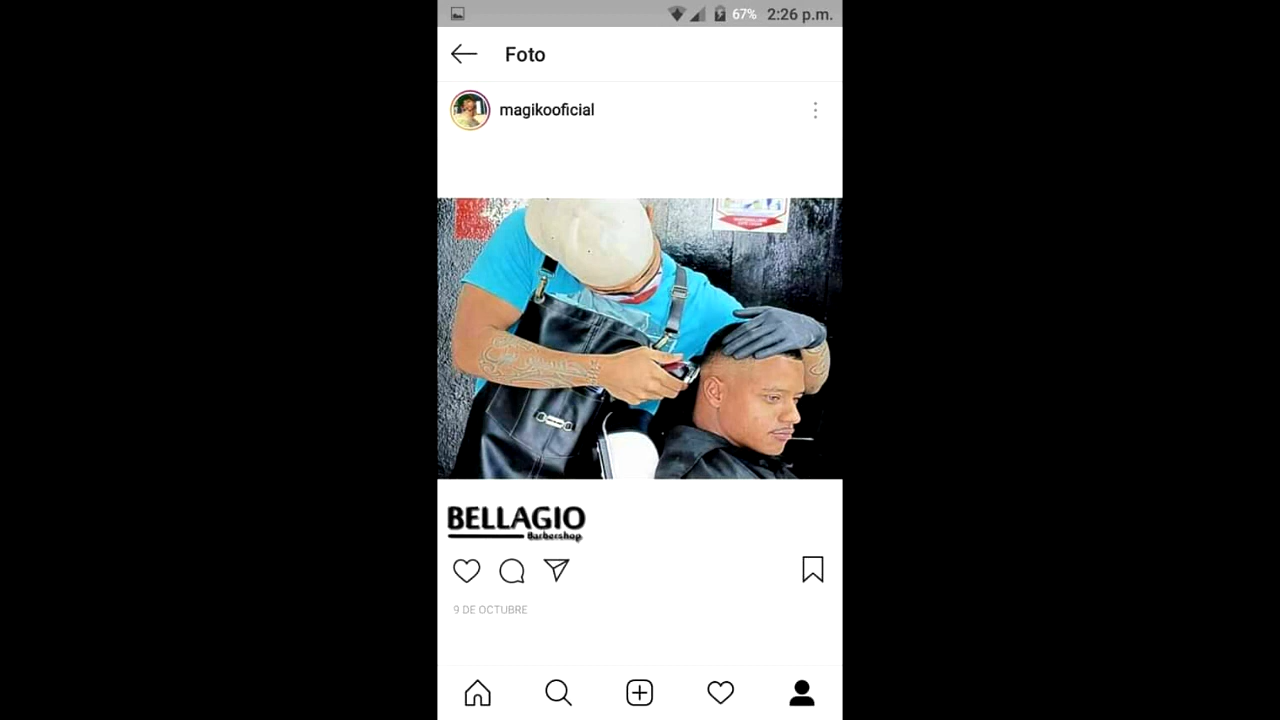 67% 2:26 p.m.
Foto
magikooficial
BELLAGIO
Barbershop
9 DE OCTUBRE